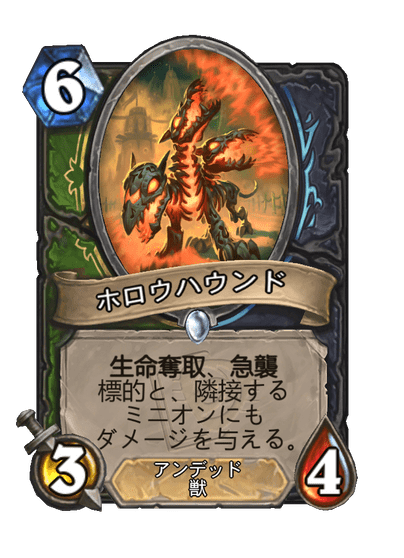 6
ホロウハウンド
生命奪取、急襲
標的と、隣接する
ミニオンにも
ダメージを与える。
3
アンデッド
獣
4